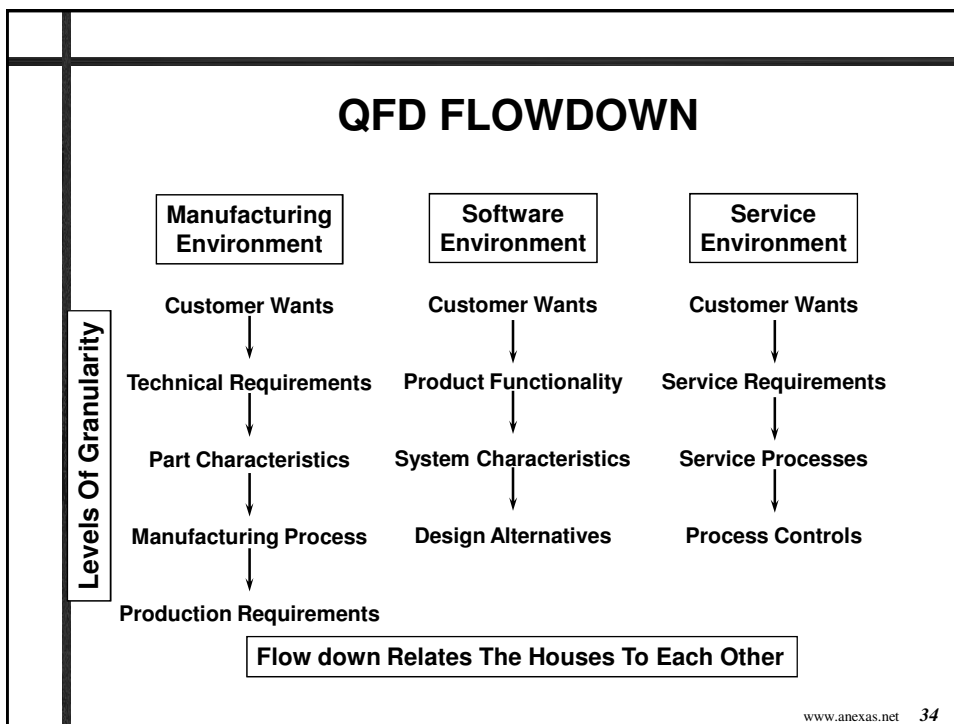 QFD FLOWDOWN
Manufacturing
Environment
Customer Wants
Technical Requirements
Part Characteristics
Manufacturing Process
Production Requirements
Software
Environment
Customer Wants
Product Functionality
System Characteristics
Design Alternatives
Service
Environment
Customer Wants
Service Requirements
Service Processes
Process Controls
Levels Of Granularity
Flow down Relates The Houses To Each Other
www.anexas.net 34